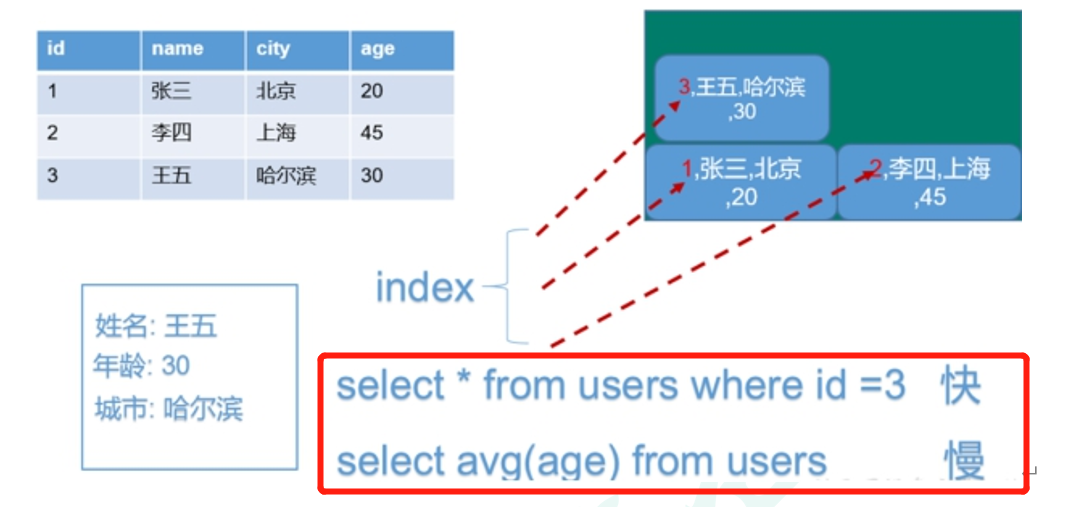 id name city age
1 张三 北京 20
2 李四 上海 45
3 王五 哈尔滨 30
3,王五,哈尔滨
,30
1,张三,北京
,20
2,李四,上海
,45
index
姓名: 王五
年龄: 30
城市: 哈尔滨
select * from users where id =3 快
select avg(age) from users 慢